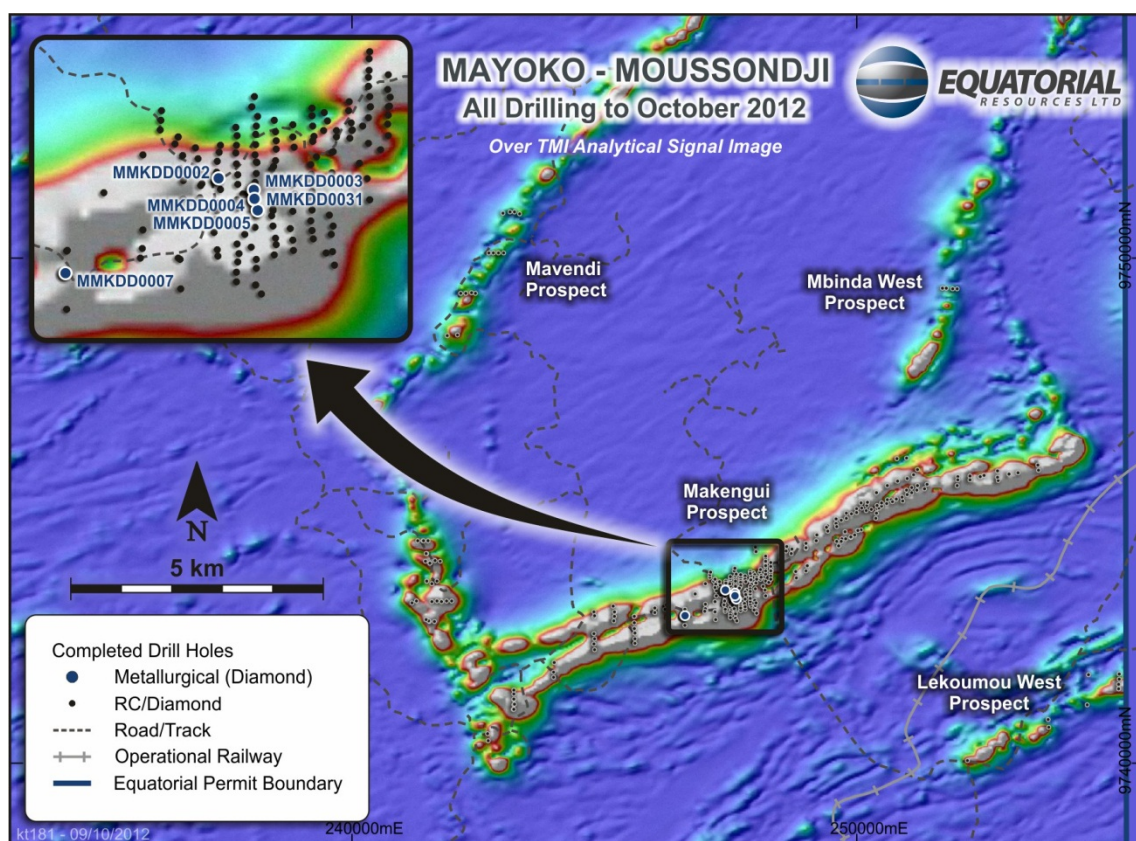 MAYOKO - MOUSSONDJI
All Drilling to October 2012
Over TMI Analytical Signal Image
EQUATORIAL
RESOURCES LTD
MMKDD0002
MMKDD0003
MMKDD0004
MMKDD0031
MMKDD0005
MMKDD0007
Mavendi
Prospect
Mbinda West
Prospect
9750000mN
Makengui
Prospect
N
5 km
Lekoumou West
Prospect
9740000mN
Completed Drill Holes
Metallurgical (Diamond)
RC/Diamond
Road/Track
Operational Railway
Equatorial Permit Boundary
kt181 - 09/10/2012
240000mE
250000mE